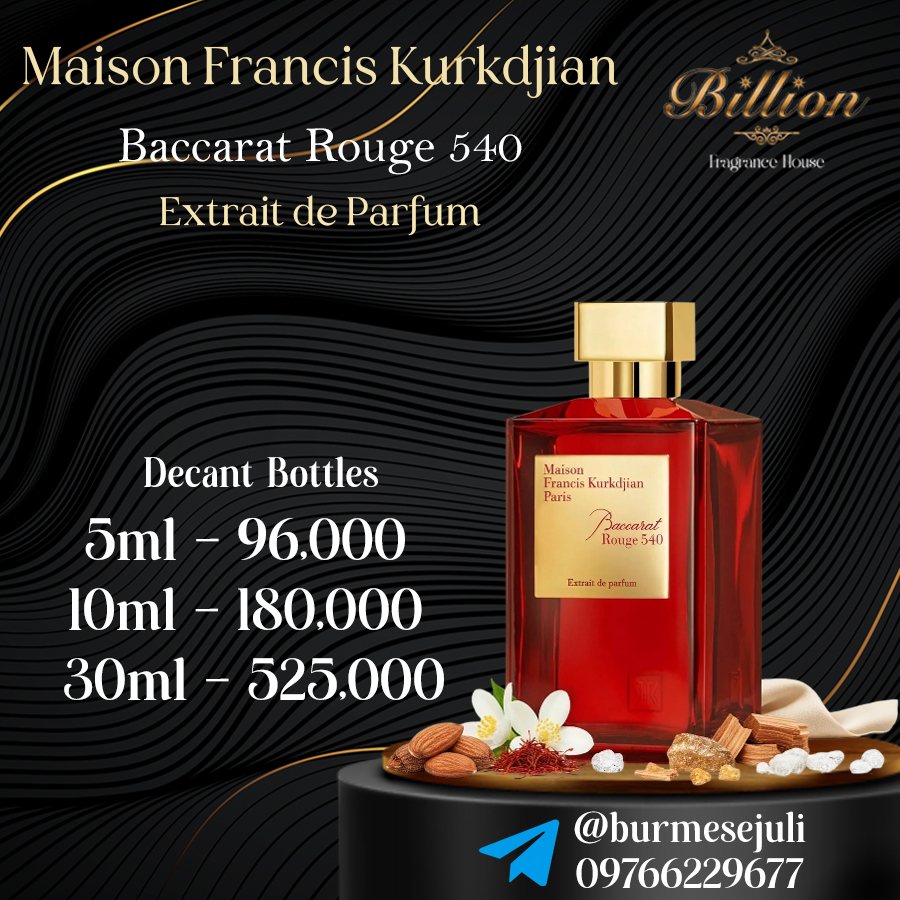 Maison Francis Kurkdjian
Baccarat Rouge 540
Extrait de Parfum
Billion
Fragrance House
Decant Bottles
5ml – 96,000
10ml – 180,000
30ml – 525,000
Maison
Francis Kurkdjian
Paris
Baccarat
Rouge 540
Extrait de parfum
@burmesejuli
09766229677